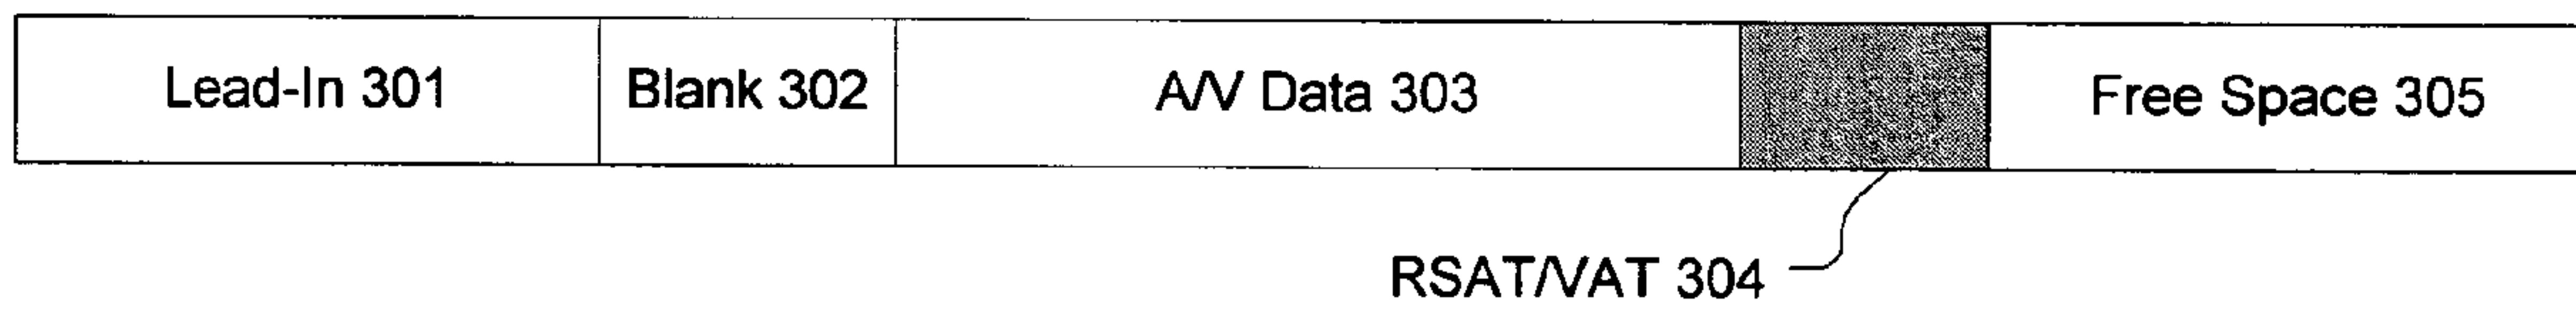 Lead-In 301 Blank 302 A/V Data 303 Free Space 305
RSAT/VAT 304